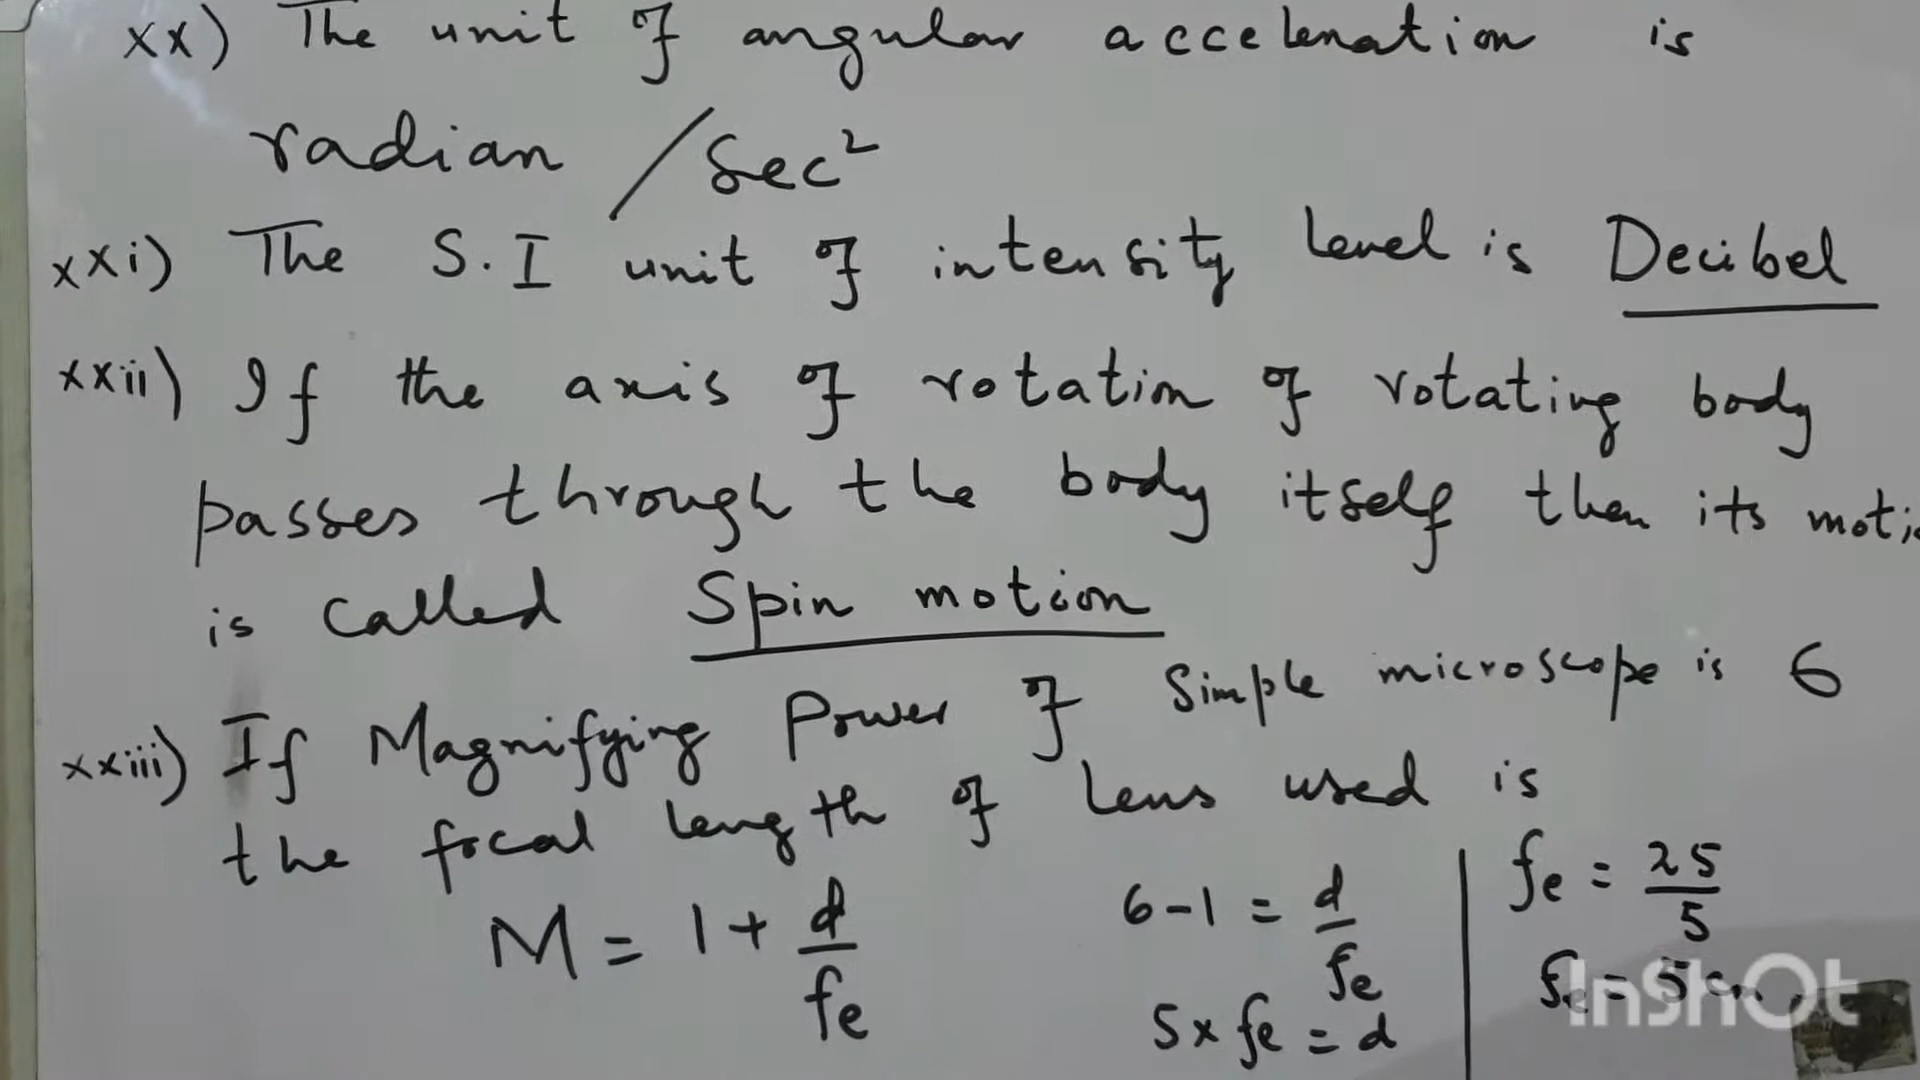 xx) The unit of angular acceleration is
radian / Sec²
xxi) The S.I unit of intensity level is Decibel
xxii) If the axis of rotation of rotating body
passes through the body itself then its moti
is called Spin motion
xxiii) If Magnifying Power of Simple microscope is 6
the focal length of lens used is
M = 1 + d/fe
6 - 1 = d/fe
5 x fe = d
fe = 25/5
fe = 5 cm
InShot